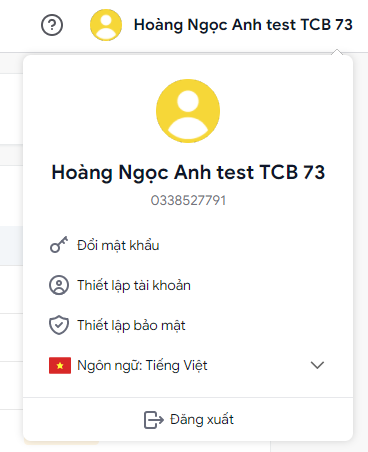 Hoàng Ngọc Anh test TCB 73
Hoàng Ngọc Anh test TCB 73
0338527791
Đổi mật khẩu
Thiết lập tài khoản
Thiết lập bảo mật
Ngôn ngữ: Tiếng Việt
Đăng xuất